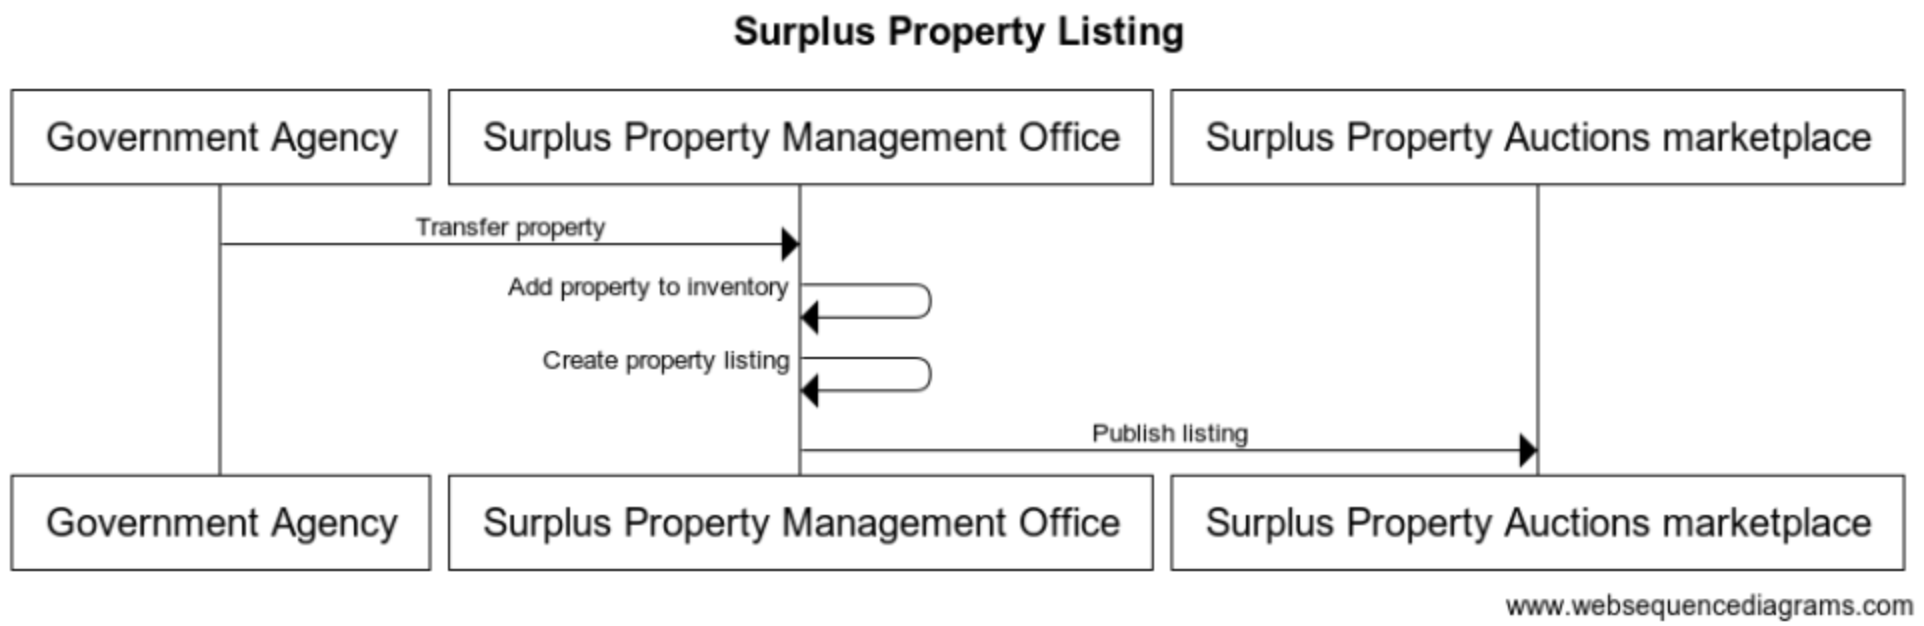 Surplus Property Listing
Government Agency
Surplus Property Management Office
Surplus Property Auctions marketplace
Transfer property
Add property to inventory
Create property listing
Publish listing
Government Agency
Surplus Property Management Office
Surplus Property Auctions marketplace
www.websequencediagrams.com